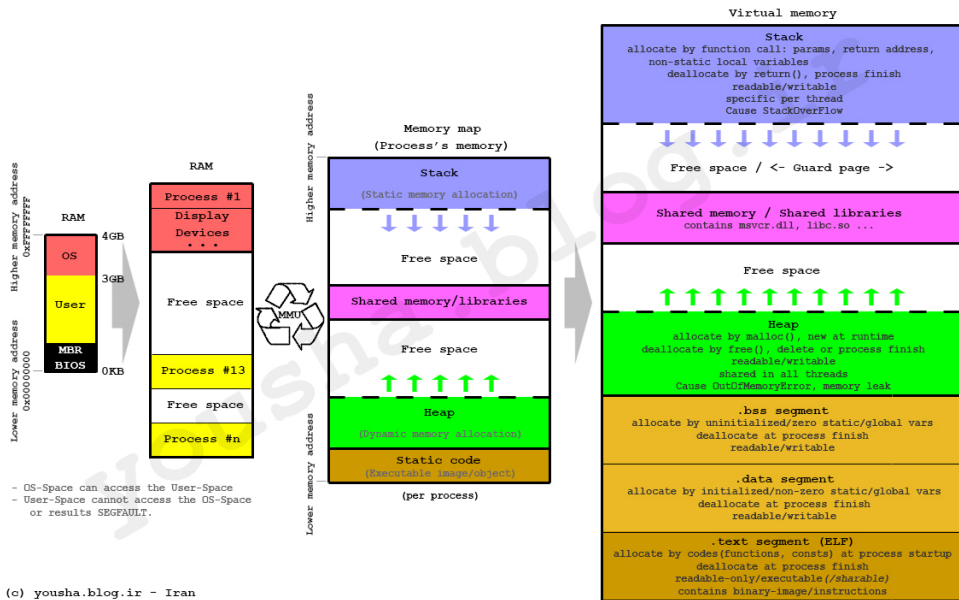 Virtual memory
Stack
allocate by function call: params, return address,
non-static local variables
deallocate by return(), process finish
readable/writable
specific per thread
Cause StackOverFlow
Free space / <- Guard page ->
Shared memory / Shared libraries
contains msvcr.dll, libc.so ...
Free space
Heap
allocate by malloc(), new at runtime
deallocate by free(), delete or process finish
readable/writable
shared in all threads
Cause OutOfMemoryError, memory leak
.bss segment
allocate by uninitialized/zero static/global vars
deallocate at process finish
readable/writable
.data segment
allocate by initialized/non-zero static/global vars
deallocate at process finish
readable/writable
.text segment (ELF)
allocate by codes(functions, consts) at process startup
deallocate at process finish
readable-only/executable(/sharable)
contains binary-image/instructions
Memory map
(Process's memory)
Higher memory address
Stack
(Static memory allocation)
Free space
Shared memory/libraries
Free space
Heap
(Dynamic memory allocation)
Static code
(Executable image/object)
Lower memory address
(per process)
MMU
RAM
Process #1
Display
Devices
...
Free space
Process #13
Free space
Process #n
RAM
Higher memory address
0xFFFFFFFF
4GB
OS
3GB
User
MBR
BIOS
0KB
Lower memory address
0x00000000
- OS-Space can access the User-Space
- User-Space cannot access the OS-Space
or results SEGFAULT.
(c) yousha.blog.ir - Iran
yousha.blog.ir